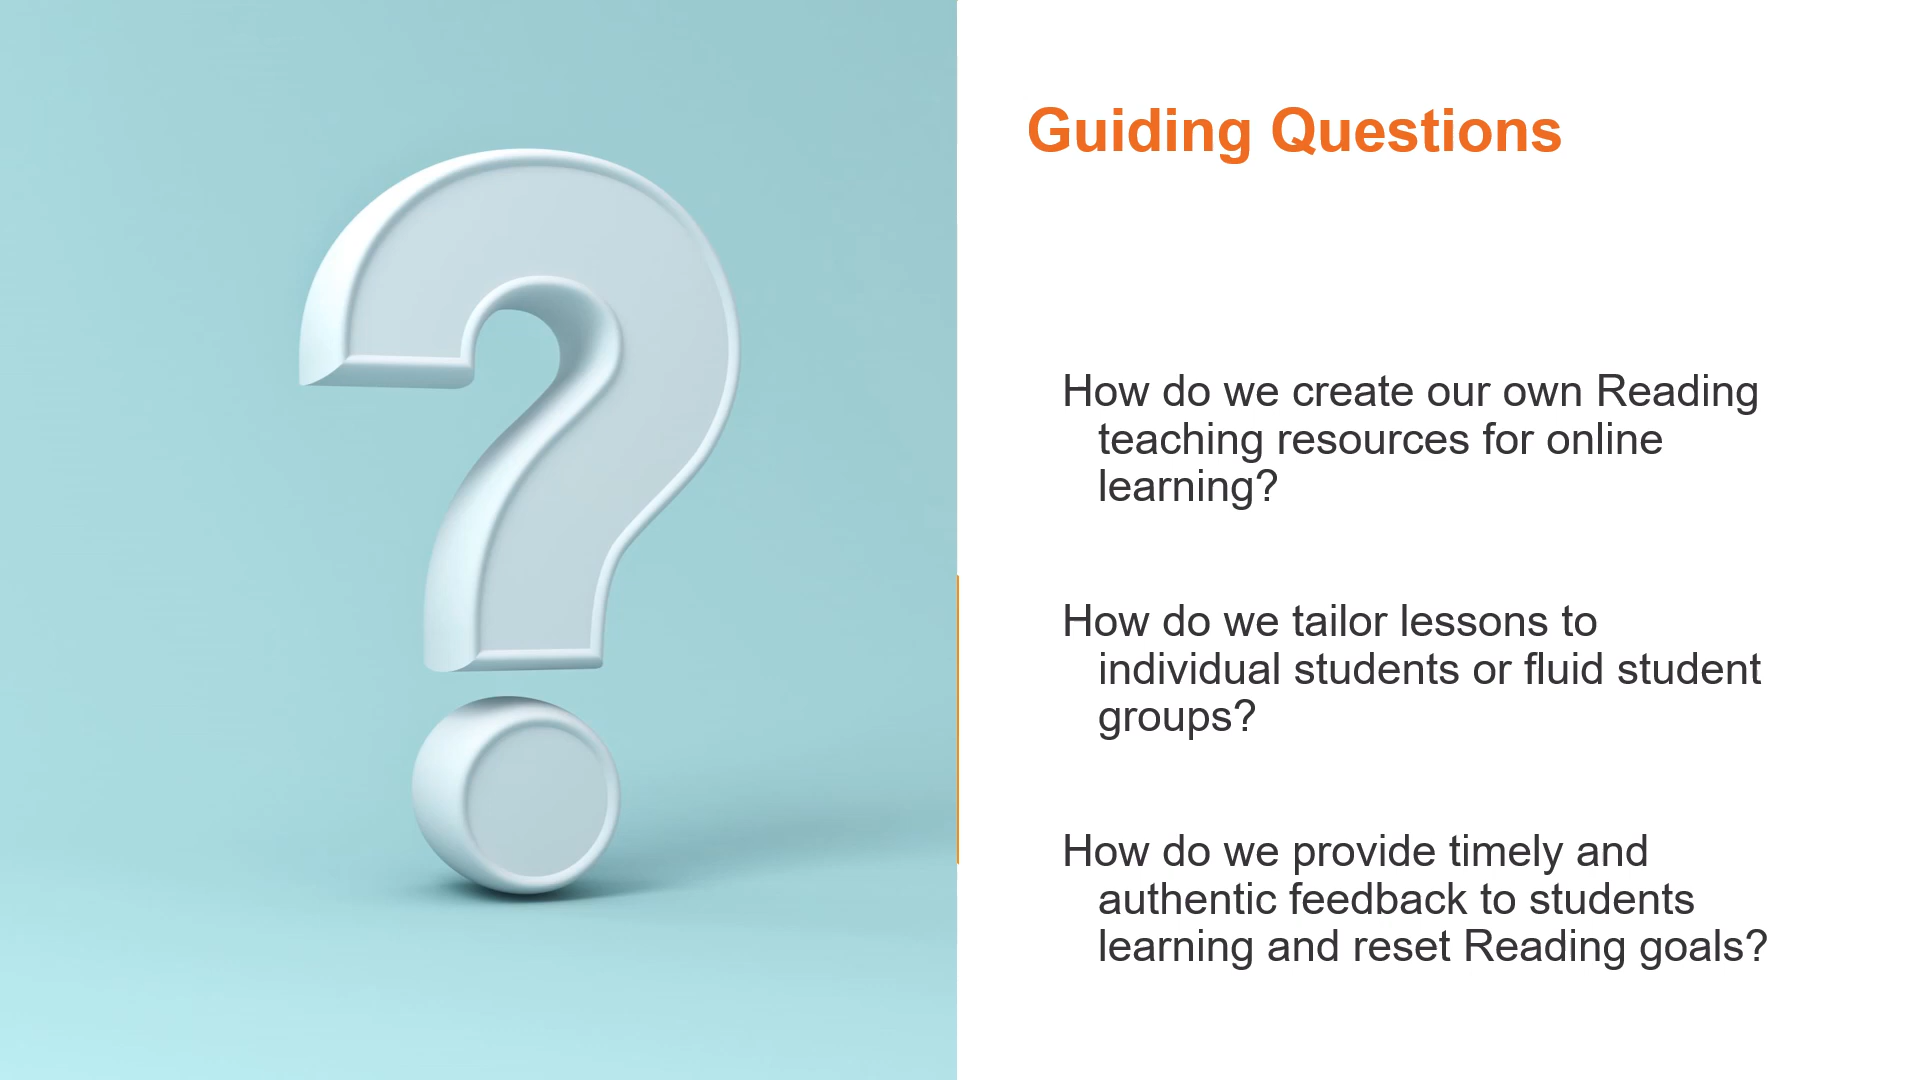 Guiding Questions
How do we create our own Reading
teaching resources for online
learning?
How do we tailor lessons to
individual students or fluid student
groups?
How do we provide timely and
authentic feedback to students
learning and reset Reading goals?